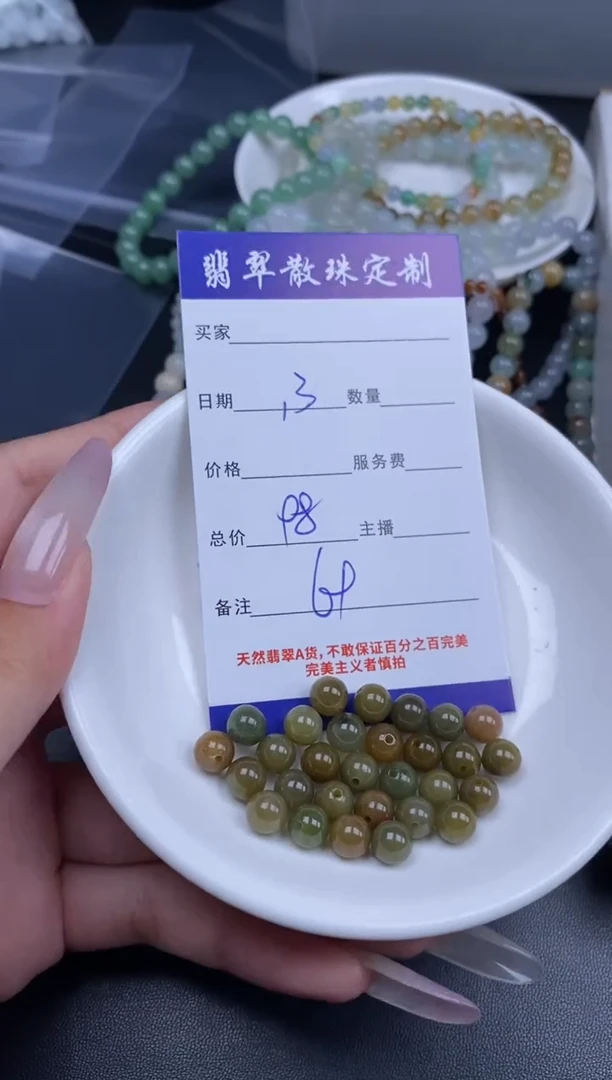 翡翠散珠定制
买家
日期 .3 数量
价格 服务费
总价 98 主播
备注
天然翡翠A货,不敢保证百分之百完美
完美主义者慎拍